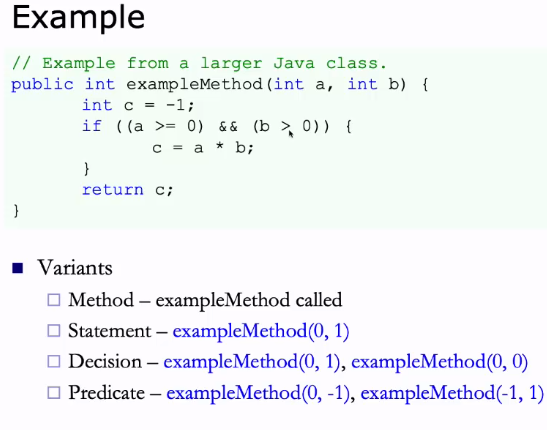 Example
// Example from a larger Java class.
public int exampleMethod(int a, int b) {
int c = -1;
if ((a >= 0) && (b > 0)) {
c = a * b;
}
return c;
}
Variants
Method – exampleMethod called
Statement – exampleMethod(0, 1)
Decision – exampleMethod(0, 1), exampleMethod(0, 0)
Predicate – exampleMethod(0, -1), exampleMethod(-1, 1)